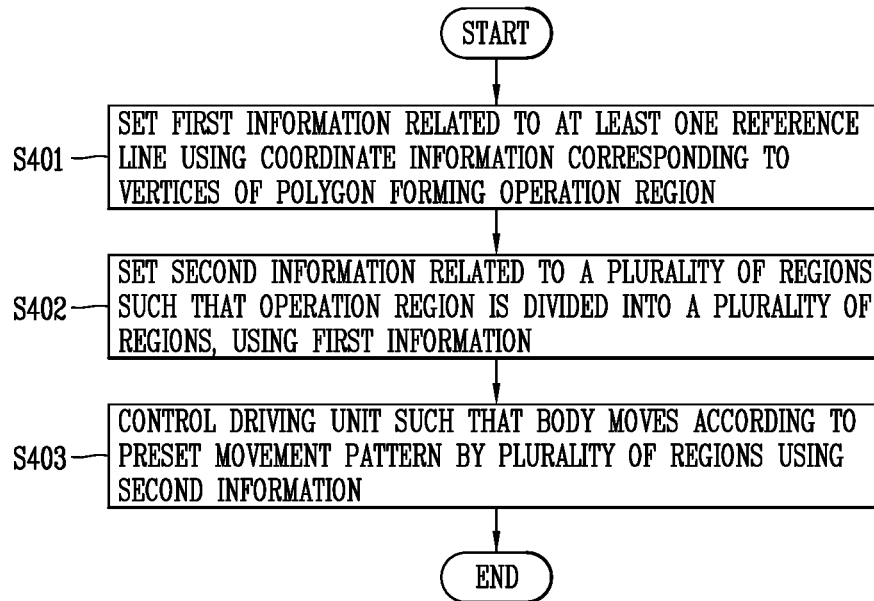 START
S401
SET FIRST INFORMATION RELATED TO AT LEAST ONE REFERENCE
LINE USING COORDINATE INFORMATION CORRESPONDING TO
VERTICES OF POLYGON FORMING OPERATION REGION
S402
SET SECOND INFORMATION RELATED TO A PLURALITY OF REGIONS
SUCH THAT OPERATION REGION IS DIVIDED INTO A PLURALITY OF
REGIONS, USING FIRST INFORMATION
S403
CONTROL DRIVING UNIT SUCH THAT BODY MOVES ACCORDING TO
PRESET MOVEMENT PATTERN BY PLURALITY OF REGIONS USING
SECOND INFORMATION
END